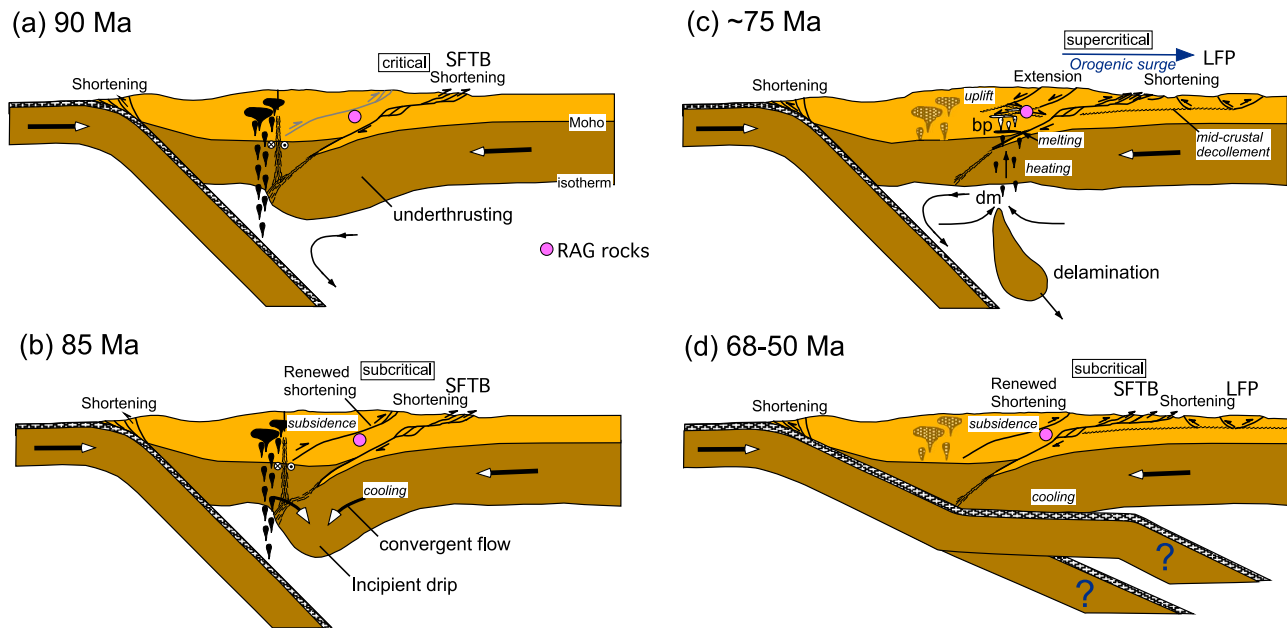 (a) 90 Ma
critical
SFTB
Shortening
Shortening
Moho
isotherm
underthrusting
RAG rocks
(b) 85 Ma
Renewed
shortening
subcritical
SFTB
Shortening
Shortening
subsidence
cooling
convergent flow
Incipient drip
(c) ~75 Ma
supercritical
Orogenic surge
LFP
Extension
Shortening
uplift
bp
melting
mid-crustal
decollement
heating
dm
delamination
(d) 68-50 Ma
subcritical
Renewed
Shortening
SFTB
LFP
Shortening
Shortening
subsidence
cooling
?
?